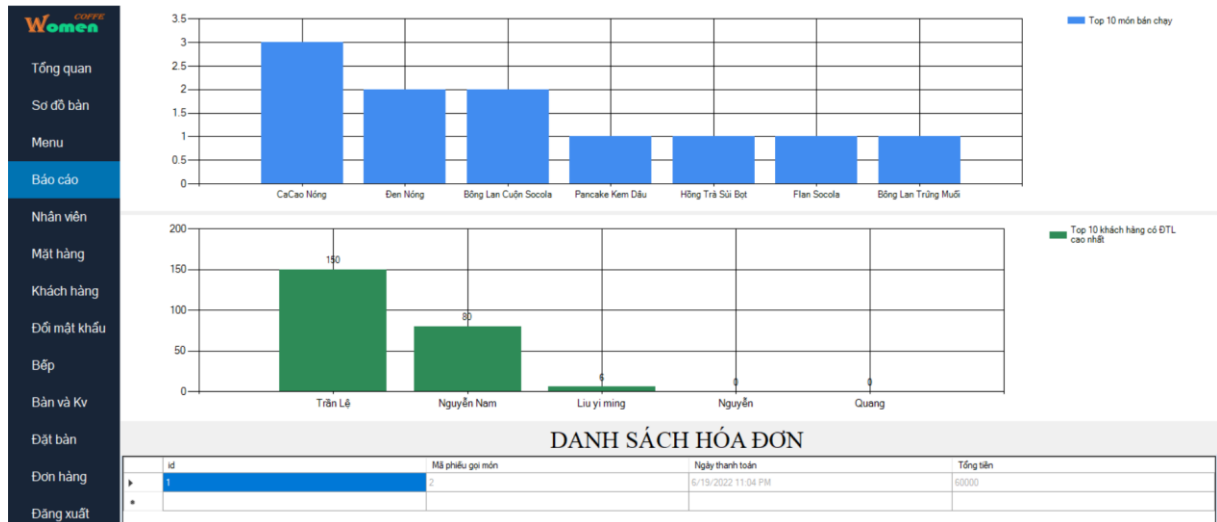 COFFE
Women
Tổng quan
Sơ đồ bàn
Menu
Báo cáo
Nhân viên
Mặt hàng
Khách hàng
Đổi mật khẩu
Bếp
Bàn và Kv
Đặt bàn
Đơn hàng
Đăng xuất
3.5
3
2.5
2
1.5
1
0.5
0
CaCao Nóng
Đen Nóng
Bông Lan Cuộn Socola
Pancake Kem Dâu
Hồng Trà Sủi Bọt
Flan Socola
Bông Lan Trứng Muối
Top 10 món bán chạy
200
150
100
50
0
150
80
6
0
0
Trần Lệ
Nguyễn Nam
Liu yi ming
Nguyễn
Quang
Top 10 khách hàng có ĐTL
cao nhất
DANH SÁCH HÓA ĐƠN
id Mã phiếu gọi món Ngày thanh toán Tổng tiền
1 2 6/19/2022 11:04 PM 60000